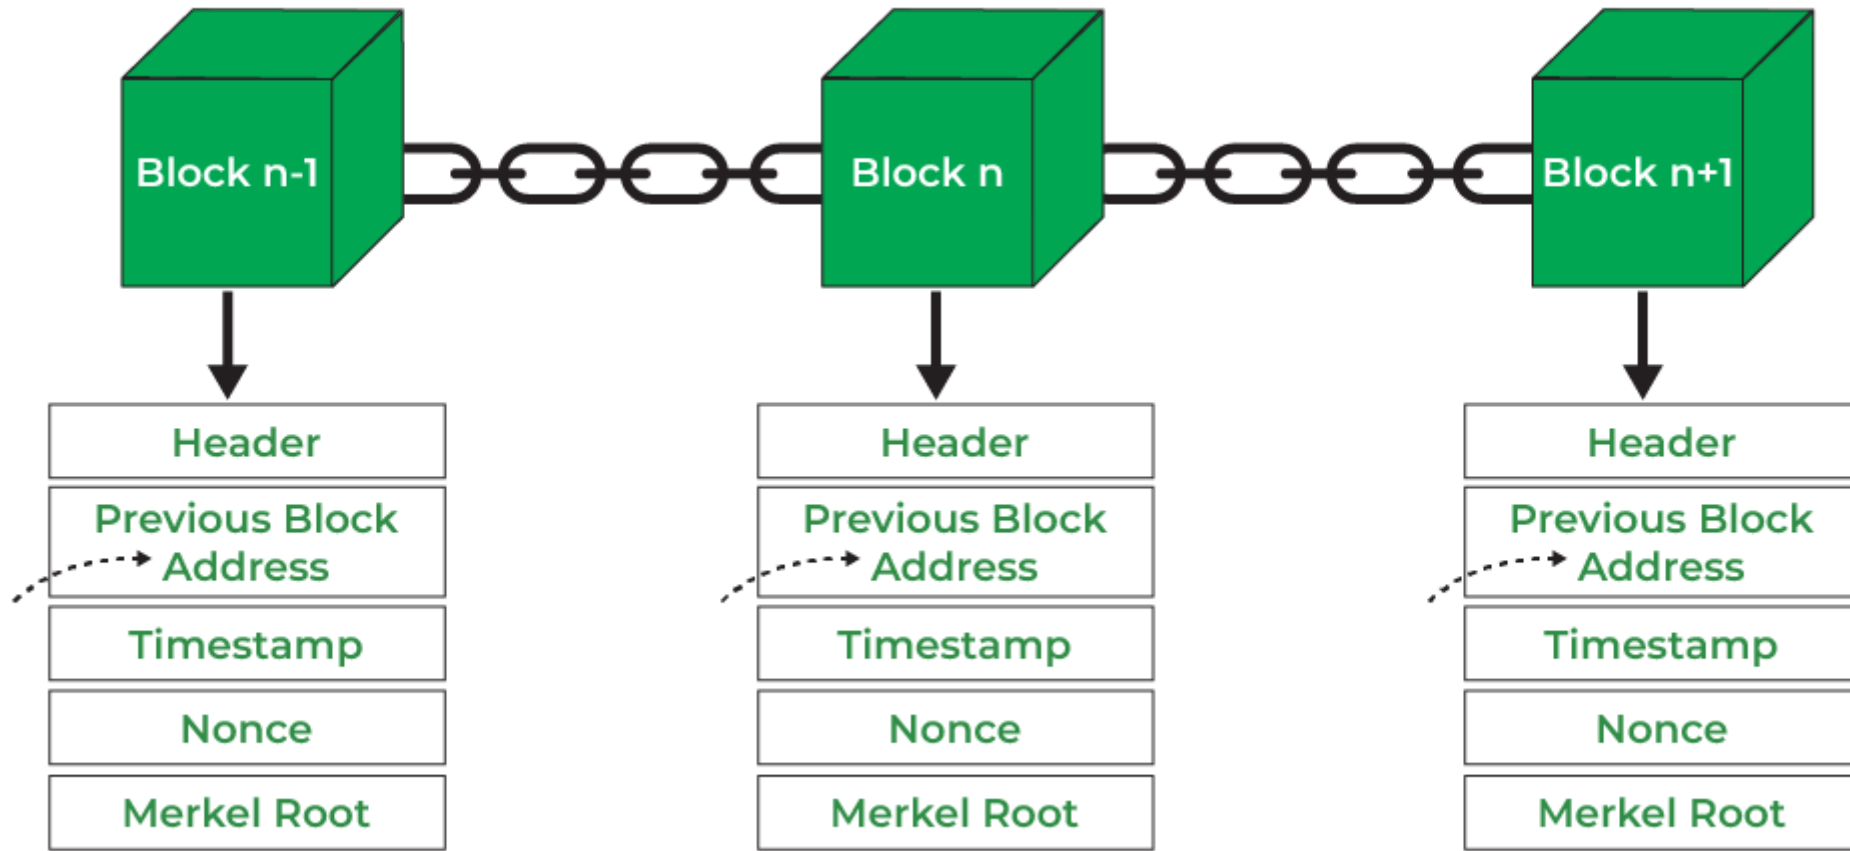 Block n-1
Block n
Block n+1
Header
Previous Block
Address
Timestamp
Nonce
Merkel Root
Header
Previous Block
Address
Timestamp
Nonce
Merkel Root
Header
Previous Block
Address
Timestamp
Nonce
Merkel Root